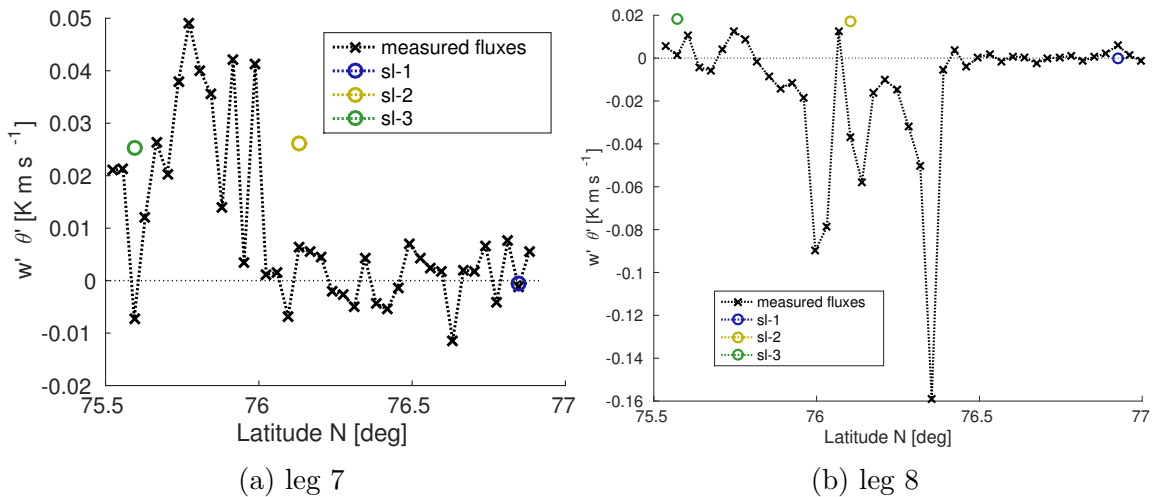 0.05
0.04
0.03
0.02
0.01
0
-0.01
-0.02
w' θ' [K m s ⁻¹]
75.5 76 76.5 77
Latitude N [deg]
measured fluxes
sl-1
sl-2
sl-3
(a) leg 7
0.02
0
-0.02
-0.04
-0.06
-0.08
-0.1
-0.12
-0.14
-0.16
w' θ' [K m s ⁻¹]
75.5 76 76.5 77
Latitude N [deg]
measured fluxes
sl-1
sl-2
sl-3
(b) leg 8